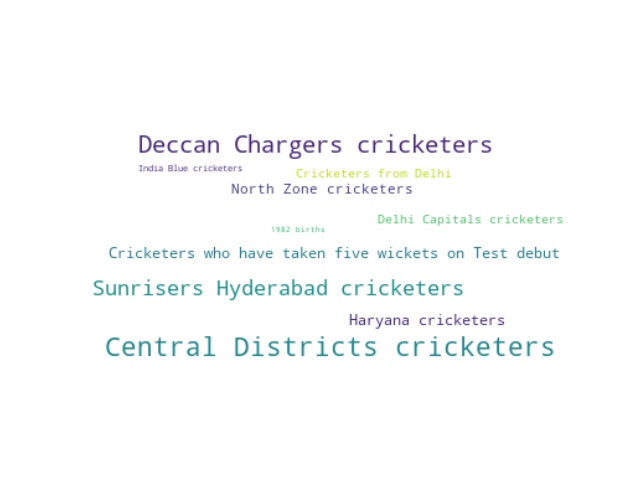 Deccan Chargers cricketers
India Blue cricketers
Cricketers from Delhi
North Zone cricketers
Delhi Capitals cricketers
1982 births
Cricketers who have taken five wickets on Test debut
Sunrisers Hyderabad cricketers
Haryana cricketers
Central Districts cricketers